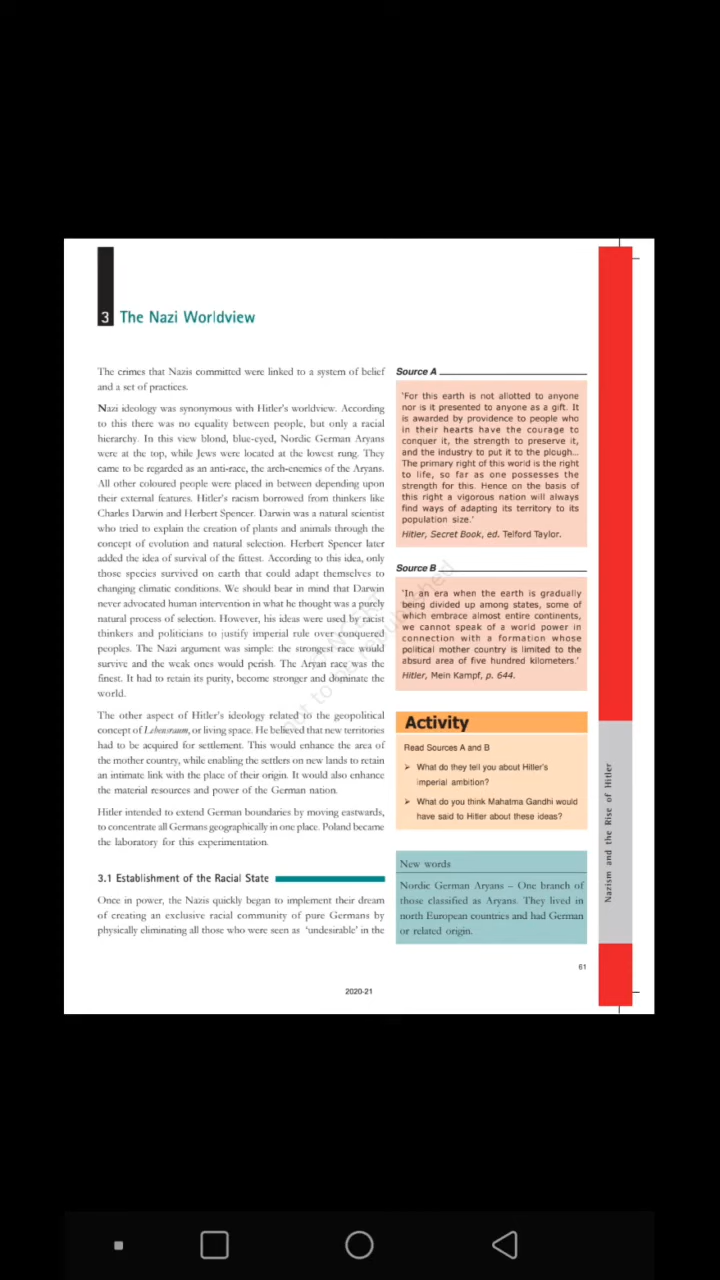 3 The Nazi Worldview
The crimes that Nazis committed were linked to a system of belief
and a set of practices.
Nazi ideology was synonymous with Hitler's worldview. According
to this there was no equality between people, but only a racial
hierarchy. In this view blond, blue-eyed, Nordic German Aryans
were at the top, while Jews were located at the lowest rung. They
came to be regarded as an anti-race, the arch-enemies of the Aryans.
All other coloured people were placed in between depending upon
their external features. Hitler's racism borrowed from thinkers like
Charles Darwin and Herbert Spencer. Darwin was a natural scientist
who tried to explain the creation of plants and animals through the
concept of evolution and natural selection. Herbert Spencer later
added the idea of survival of the fittest. According to this idea, only
those species survived on earth that could adapt themselves to
changing climatic conditions. We should bear in mind that Darwin
never advocated human intervention in what he thought was a purely
natural process of selection. However, his ideas were used by racist
thinkers and politicians to justify imperial rule over conquered
peoples. The Nazi argument was simple: the strongest race would
survive and the weak ones would perish. The Aryan race was the
finest. It had to retain its purity, become stronger and dominate the
world.
The other aspect of Hitler's ideology related to the geopolitical
concept of Lebensraum, or living space. He believed that new territories
had to be acquired for settlement. This would enhance the area of
the mother country, while enabling the settlers on new lands to retain
an intimate link with the place of their origin. It would also enhance
the material resources and power of the German nation.
Hitler intended to extend German boundaries by moving eastwards,
to concentrate all Germans geographically in one place. Poland became
the laboratory for this experimentation.
3.1 Establishment of the Racial State
Once in power, the Nazis quickly began to implement their dream
of creating an exclusive racial community of pure Germans by
physically eliminating all those who were seen as 'undesirable' in the
Source A
'For this earth is not allotted to anyone
nor is it presented to anyone as a gift. It
is awarded by providence to people who
in their hearts have the courage to
conquer it, the strength to preserve it,
and the industry to put it to the plough...
The primary right of this world is the right
to life, so far as one possesses the
strength for this. Hence on the basis of
this right a vigorous nation will always
find ways of adapting its territory to its
population size.'
Hitler, Secret Book, ed. Telford Taylor.
Source B
'In an era when the earth is gradually
being divided up among states, some of
which embrace almost entire continents,
we cannot speak of a world power in
connection with a formation whose
political mother country is limited to the
absurd area of five hundred kilometers.'
Hitler, Mein Kampf, p. 644.
Activity
Read Sources A and B
➢ What do they tell you about Hitler's
imperial ambition?
➢ What do you think Mahatma Gandhi would
have said to Hitler about these ideas?
New words
Nordic German Aryans – One branch of
those classified as Aryans. They lived in
north European countries and had German
or related origin.
Nazism and the Rise of Hitler
61
2020-21
not to be republished